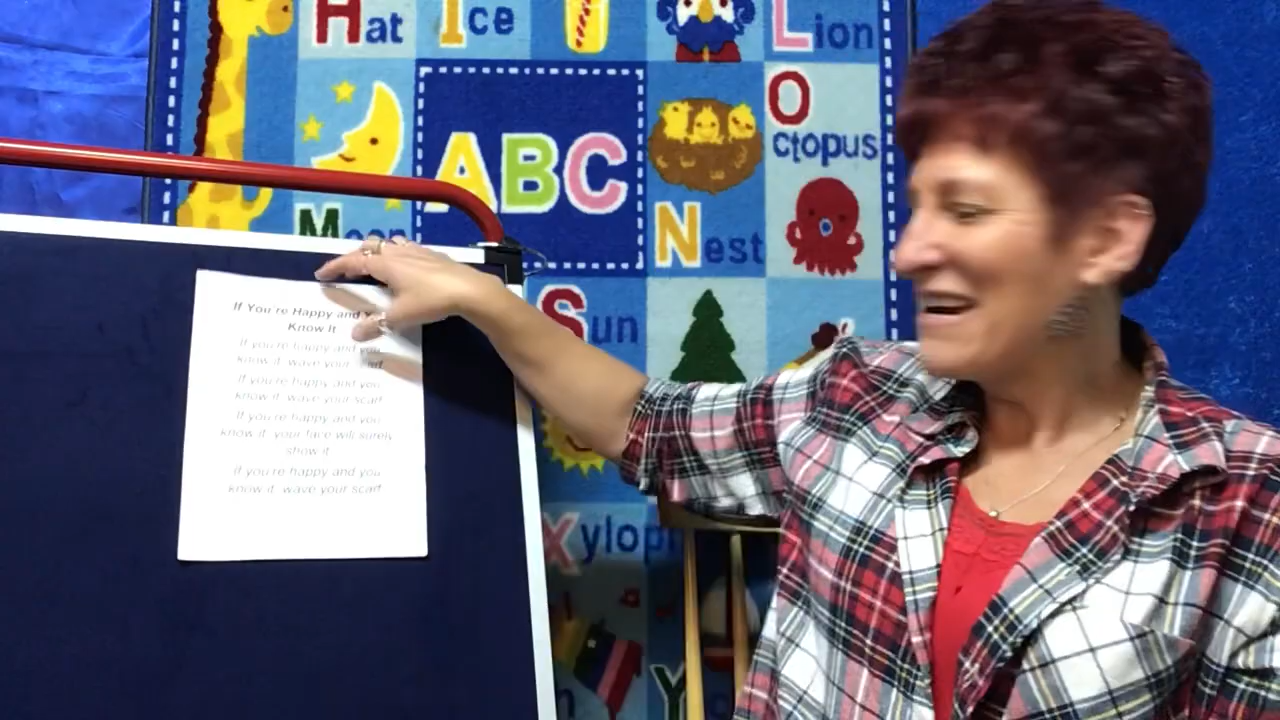 Hat Ice Lion
ABC
Octopus
Moon
Nest
Sun
If You're Happy and
Know It
If you're happy and you
know it, wave your scarf
If you're happy and you
know it, wave your scarf
If you're happy and you
know it, your face will surely
show it
If you're happy and you
know it, wave your scarf
Xylop
Y